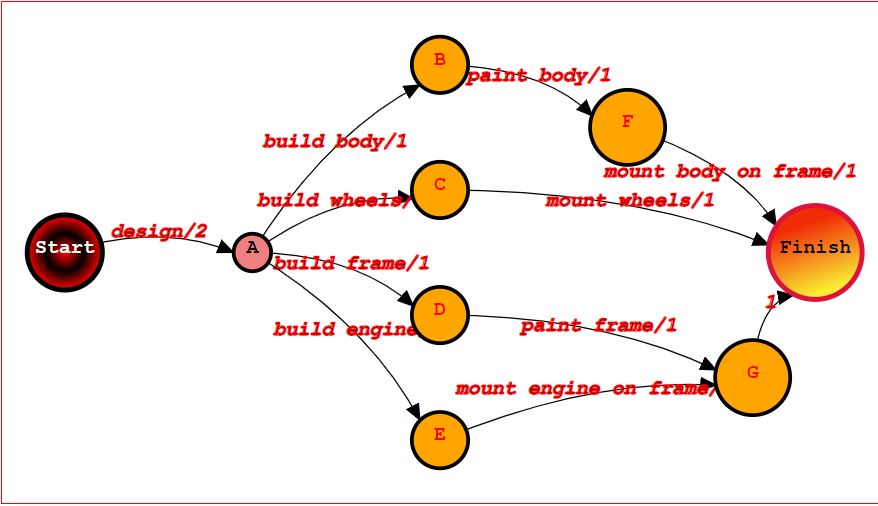 B
paint body/1
F
build body/1
mount body on frame/1
C
build wheels/
mount wheels/1
Start
design/2
A
Finish
build frame/1
D
1
build engine
paint frame/1
G
mount engine on frame/
E